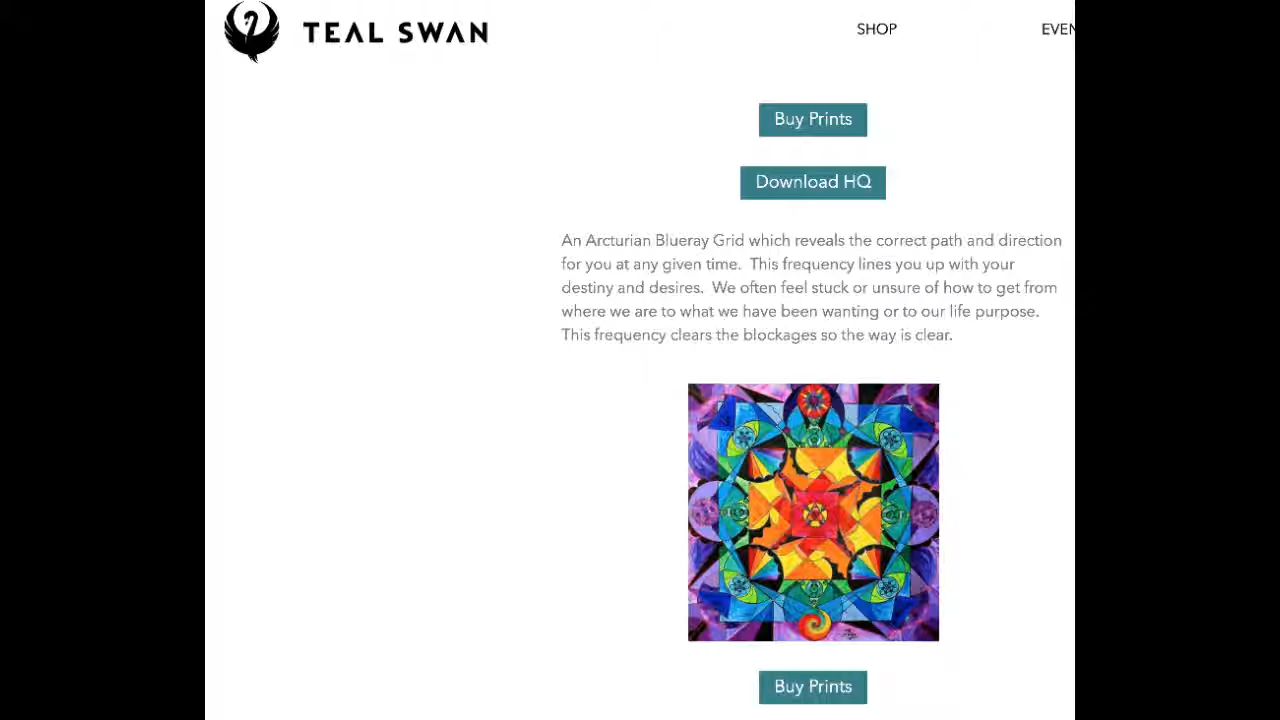 TEAL SWAN
SHOP
EVEN
Buy Prints
Download HQ
An Arcturian Blueray Grid which reveals the correct path and direction
for you at any given time.  This frequency lines you up with your
destiny and desires.  We often feel stuck or unsure of how to get from
where we are to what we have been wanting or to our life purpose.
This frequency clears the blockages so the way is clear.
Buy Prints